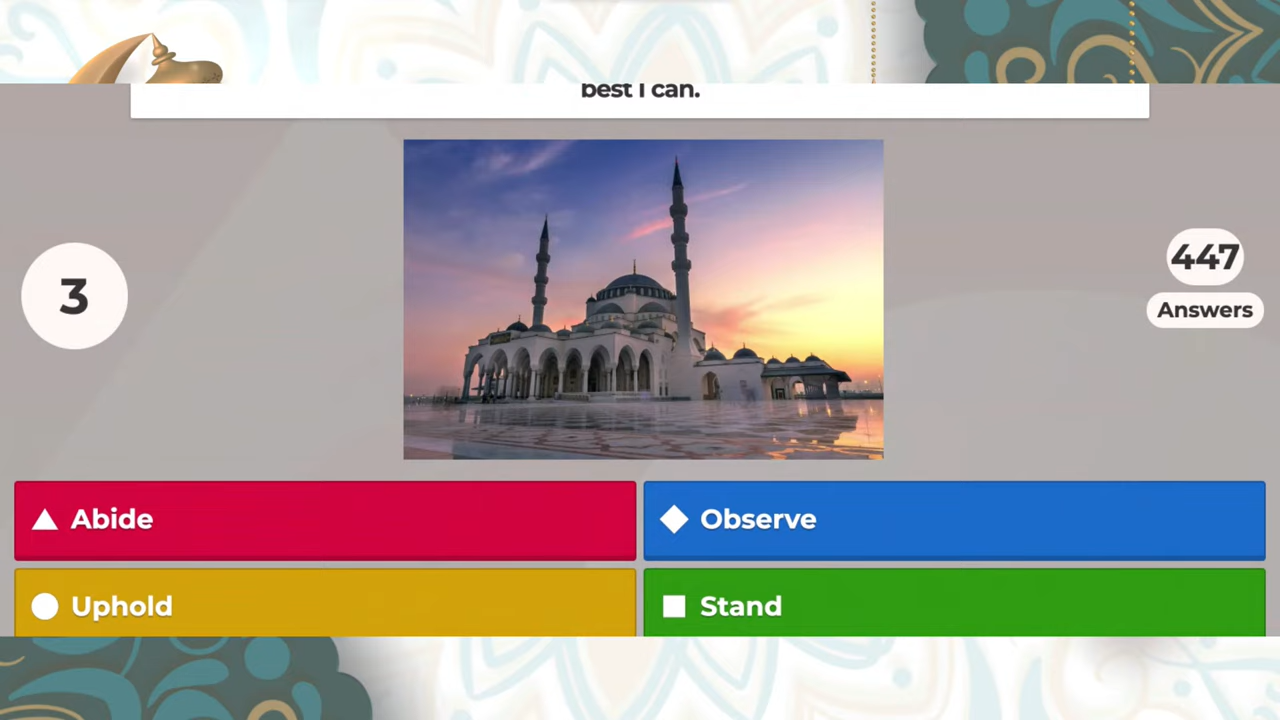 best I can.
3
447
Answers
Abide
Observe
Uphold
Stand